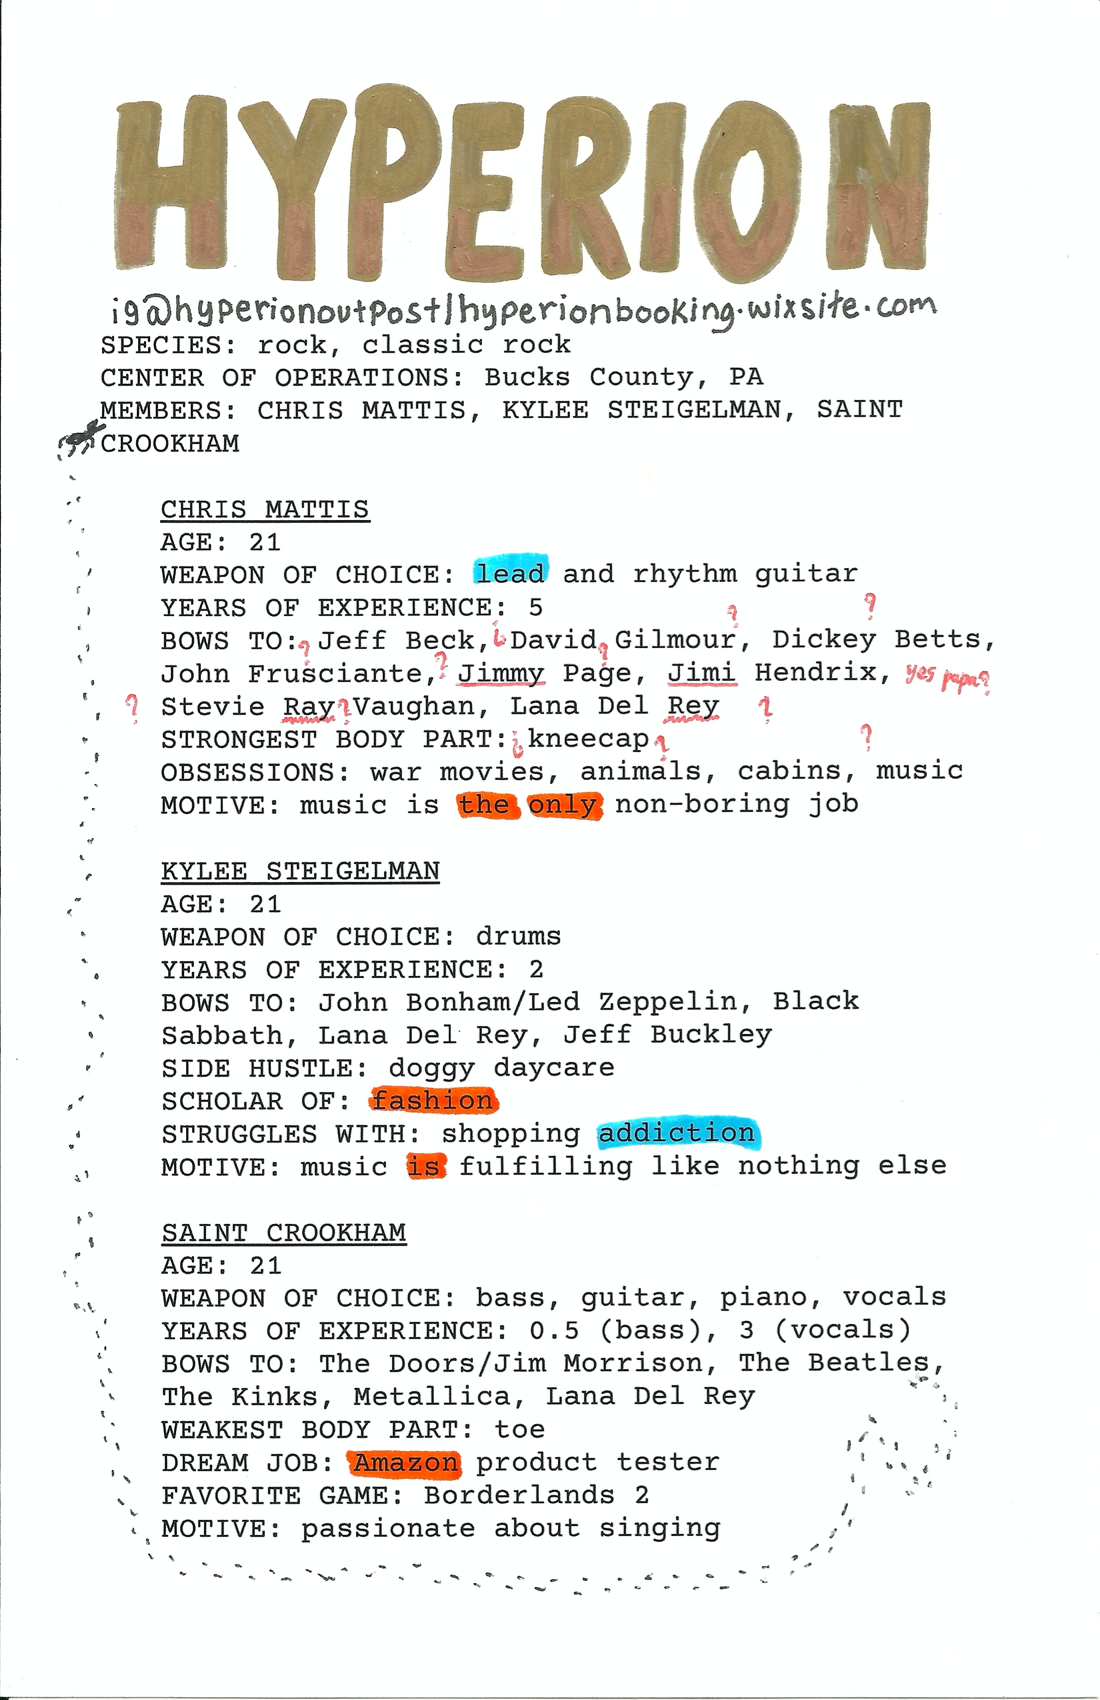 HYPERION
ig@hyperionoutpost/hyperionbooking.wixsite.com
SPECIES: rock, classic rock
CENTER OF OPERATIONS: Bucks County, PA
MEMBERS: CHRIS MATTIS, KYLEE STEIGELMAN, SAINT
CROOKHAM
CHRIS MATTIS
AGE: 21
WEAPON OF CHOICE: lead and rhythm guitar
YEARS OF EXPERIENCE: 5
BOWS TO: Jeff Beck, David Gilmour, Dickey Betts,
John Frusciante, Jimmy Page, Jimi Hendrix, yes papa?
Stevie Ray Vaughan, Lana Del Rey
STRONGEST BODY PART: kneecap
OBSESSIONS: war movies, animals, cabins, music
MOTIVE: music is the only non-boring job
KYLEE STEIGELMAN
AGE: 21
WEAPON OF CHOICE: drums
YEARS OF EXPERIENCE: 2
BOWS TO: John Bonham/Led Zeppelin, Black
Sabbath, Lana Del Rey, Jeff Buckley
SIDE HUSTLE: doggy daycare
SCHOLAR OF: fashion
STRUGGLES WITH: shopping addiction
MOTIVE: music is fulfilling like nothing else
SAINT CROOKHAM
AGE: 21
WEAPON OF CHOICE: bass, guitar, piano, vocals
YEARS OF EXPERIENCE: 0.5 (bass), 3 (vocals)
BOWS TO: The Doors/Jim Morrison, The Beatles,
The Kinks, Metallica, Lana Del Rey
WEAKEST BODY PART: toe
DREAM JOB: Amazon product tester
FAVORITE GAME: Borderlands 2
MOTIVE: passionate about singing